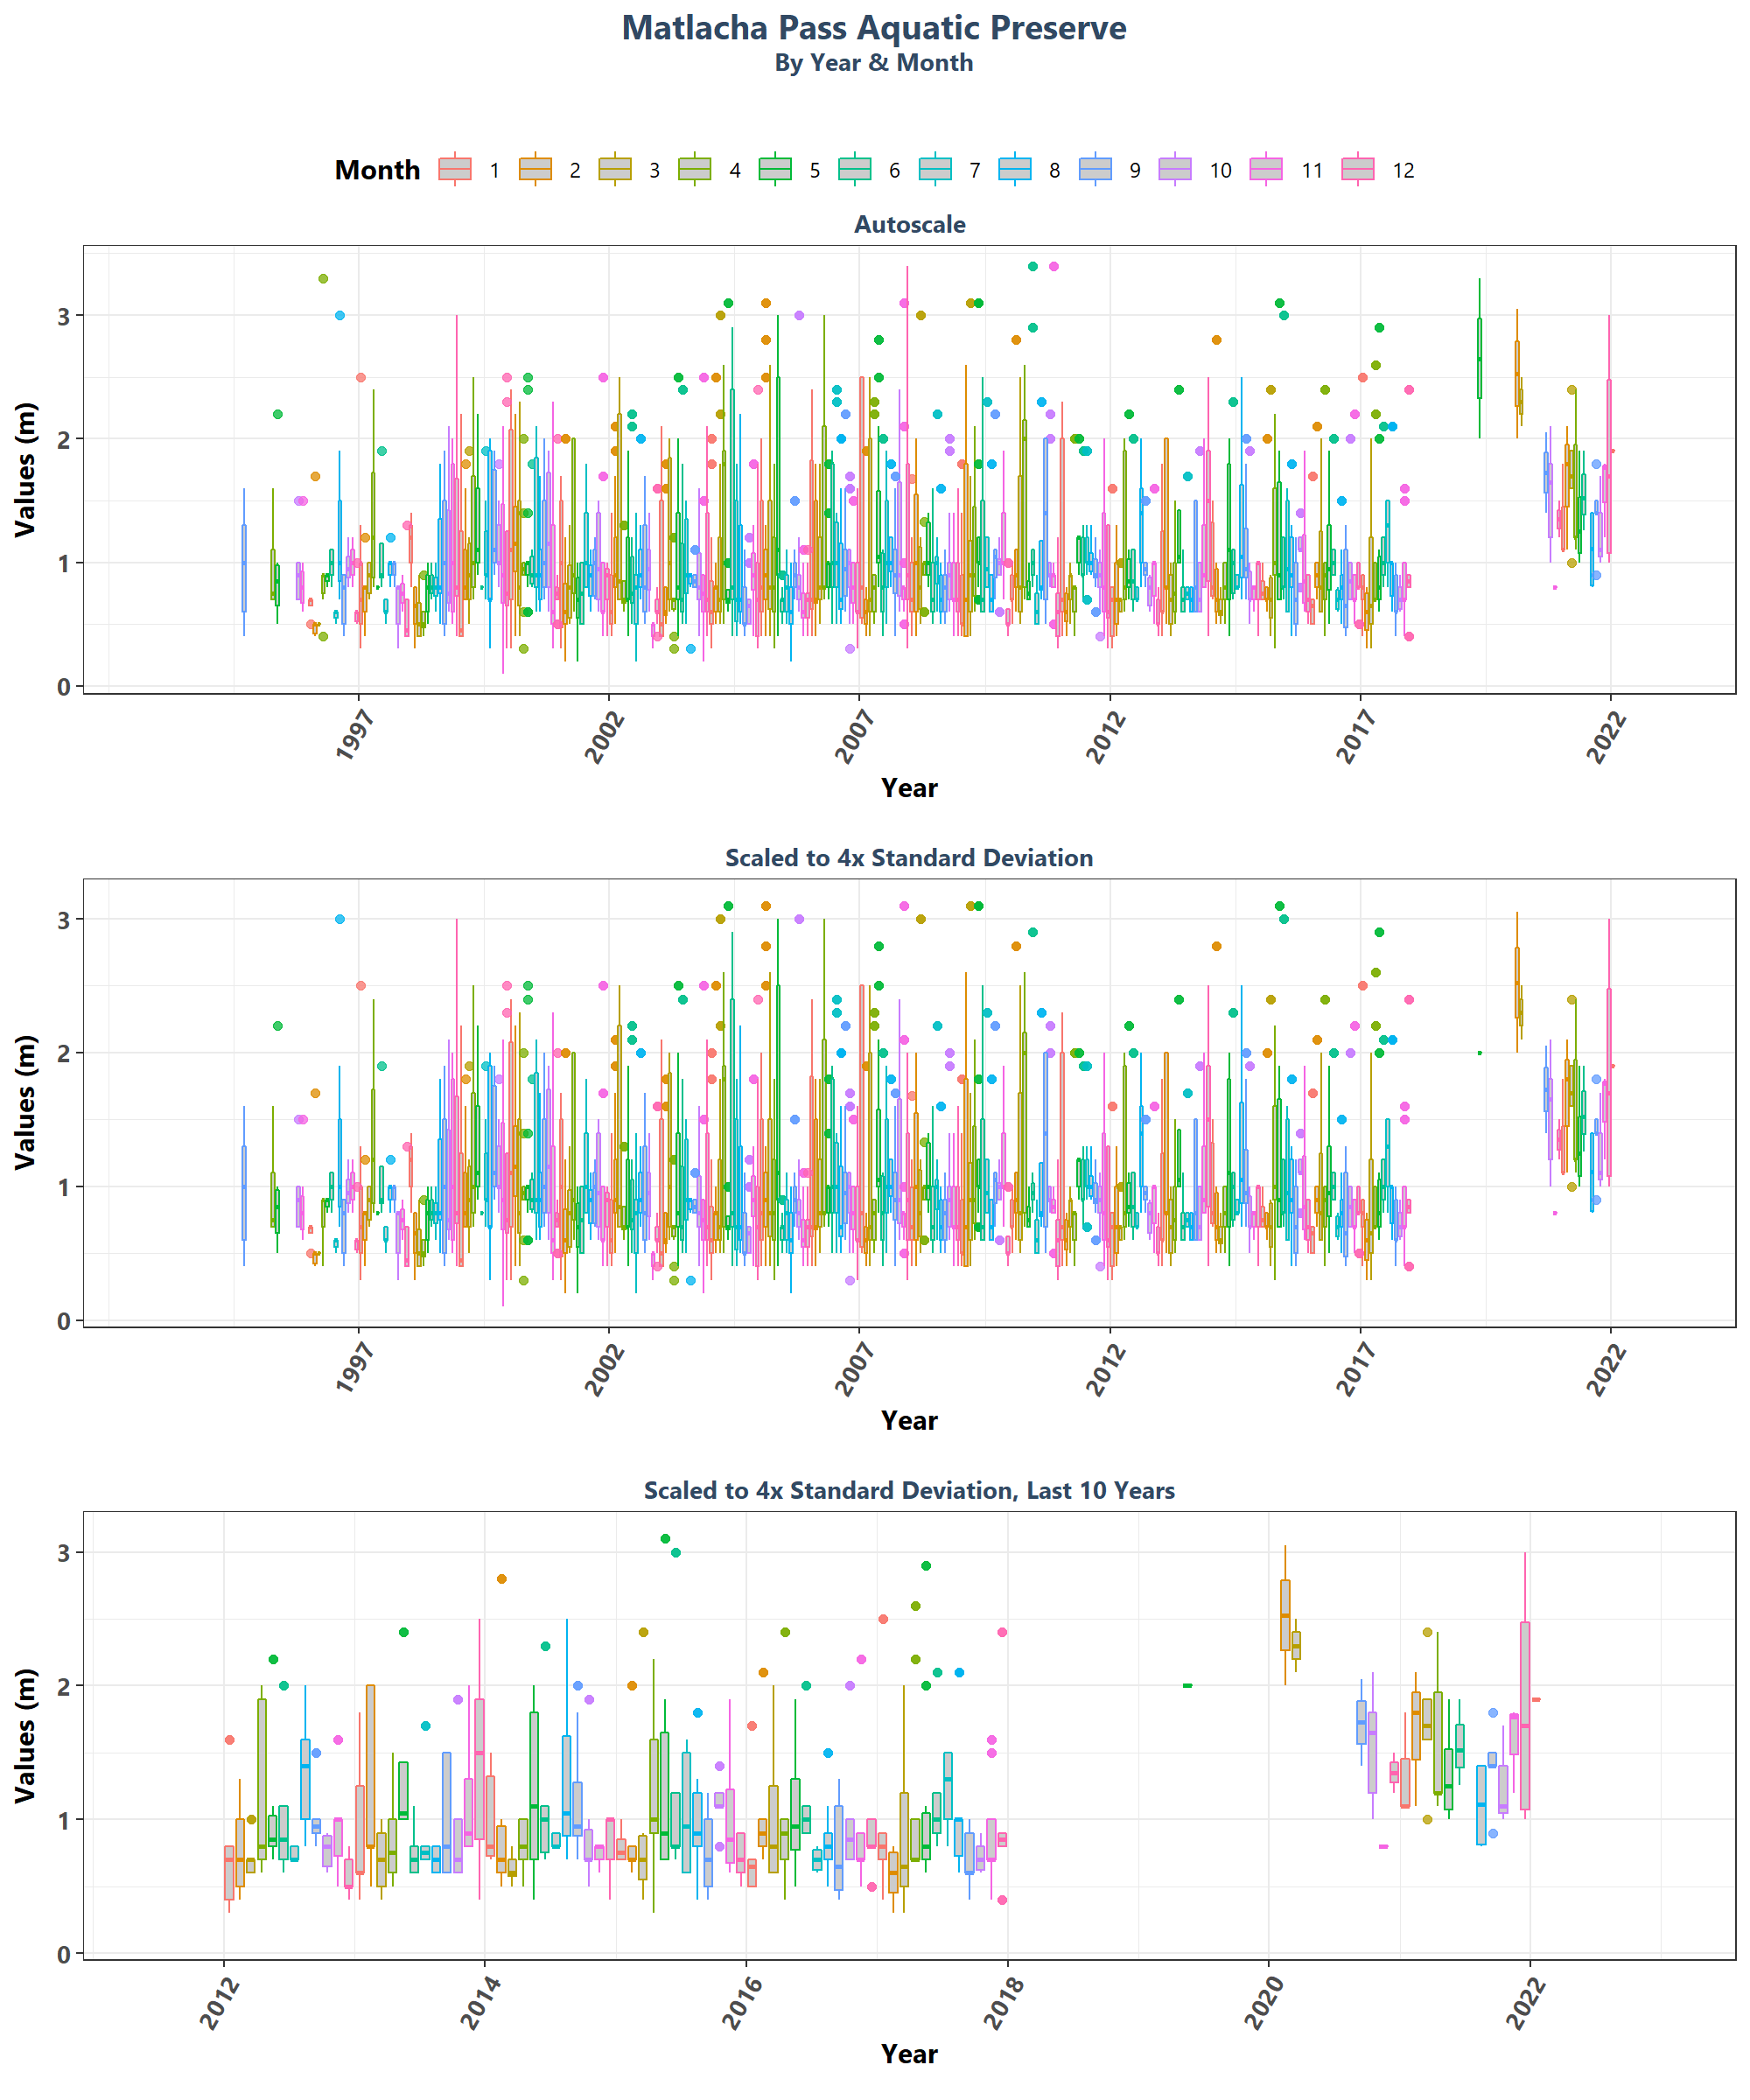 Matlacha Pass Aquatic Preserve
By Year & Month
Month 1 2 3 4 5 6 7 8 9 10 11 12
Autoscale
Values (m)
3
2
1
0
1997 2002 2007 2012 2017 2022
Year
Scaled to 4x Standard Deviation
Values (m)
3
2
1
0
1997 2002 2007 2012 2017 2022
Year
Scaled to 4x Standard Deviation, Last 10 Years
Values (m)
3
2
1
0
2012 2014 2016 2018 2020 2022
Year